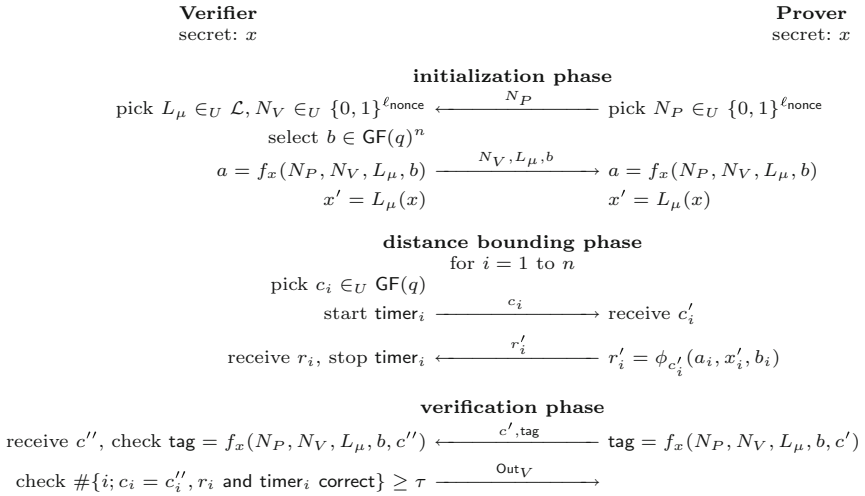 Verifier Prover
secret: x secret: x
initialization phase
pick L_μ ∈_U ℒ, N_V ∈_U {0, 1}^{ℓ_nonce} N_P pick N_P ∈_U {0, 1}^{ℓ_nonce}
select b ∈ GF(q)^n
a = f_x(N_P, N_V, L_μ, b) N_V, L_μ, b a = f_x(N_P, N_V, L_μ, b)
x′ = L_μ(x) x′ = L_μ(x)
distance bounding phase
for i = 1 to n
pick c_i ∈_U GF(q)
start timer_i c_i receive c′_i
receive r_i, stop timer_i r′_i r′_i = ϕ_{c′_i}(a_i, x′_i, b_i)
verification phase
receive c″, check tag = f_x(N_P, N_V, L_μ, b, c″) c′, tag tag = f_x(N_P, N_V, L_μ, b, c′)
check #{i; c_i = c″_i, r_i and timer_i correct} ≥ τ Out_V